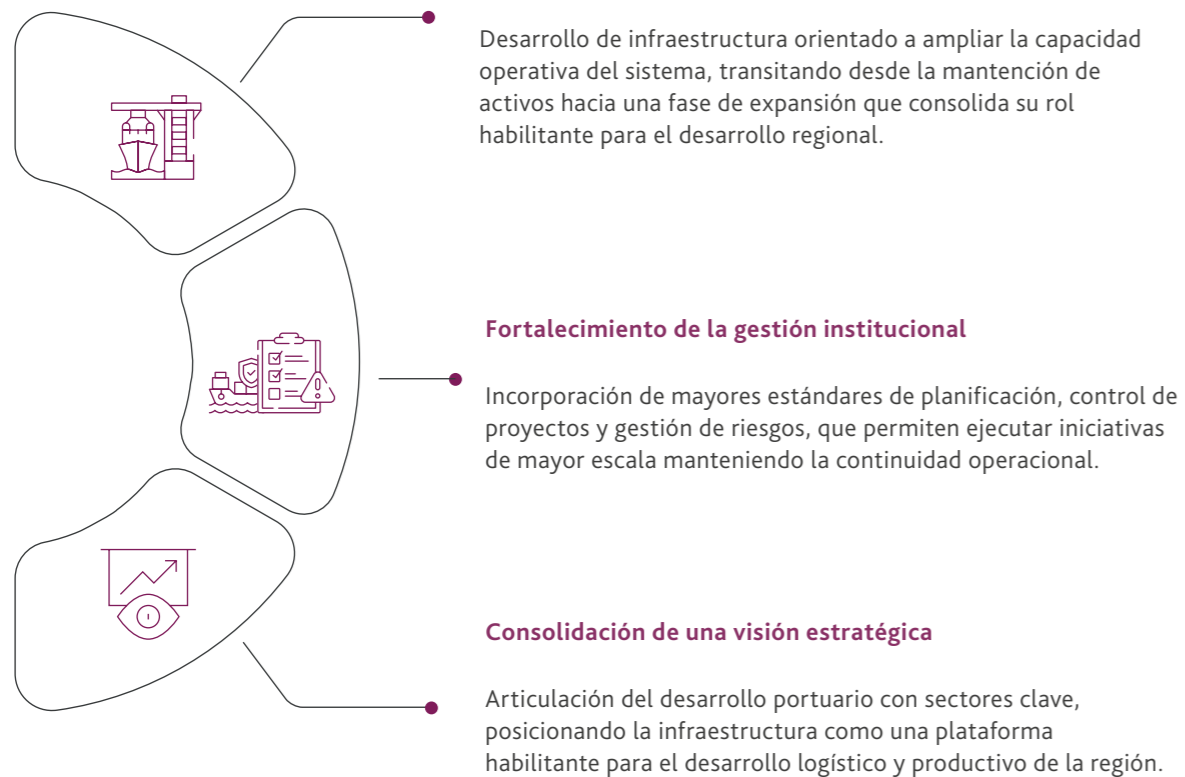 Desarrollo de infraestructura orientado a ampliar la capacidad
operativa del sistema, transitando desde la mantención de
activos hacia una fase de expansión que consolida su rol
habilitante para el desarrollo regional.
Fortalecimiento de la gestión institucional
Incorporación de mayores estándares de planificación, control de
proyectos y gestión de riesgos, que permiten ejecutar iniciativas
de mayor escala manteniendo la continuidad operacional.
Consolidación de una visión estratégica
Articulación del desarrollo portuario con sectores clave,
posicionando la infraestructura como una plataforma
habilitante para el desarrollo logístico y productivo de la región.